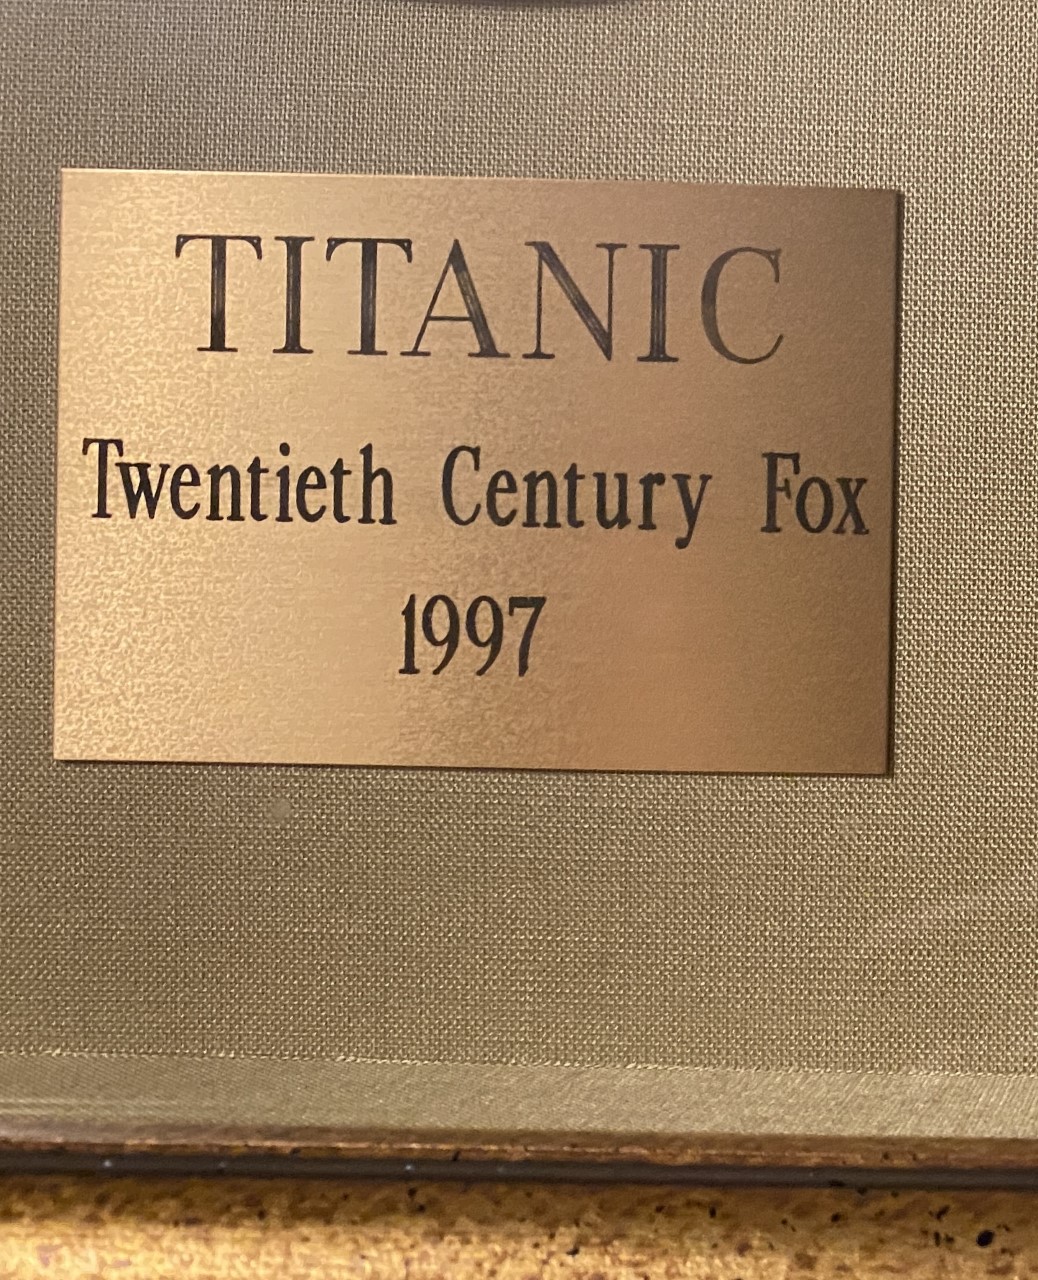 TITANIC
Twentieth Century Fox
1997